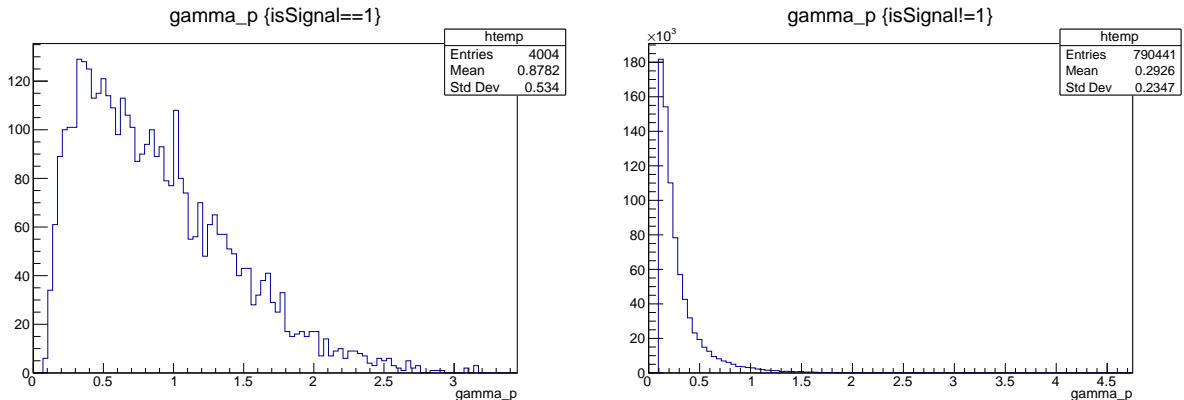 gamma_p {isSignal==1}
htemp
Entries 4004
Mean 0.8782
Std Dev 0.534
120
100
80
60
40
20
0
0 0.5 1 1.5 2 2.5 3
gamma_p
gamma_p {isSignal!=1}
×10³
htemp
Entries 790441
Mean 0.2926
Std Dev 0.2347
180
160
140
120
100
80
60
40
20
0
0 0.5 1 1.5 2 2.5 3 3.5 4 4.5
gamma_p